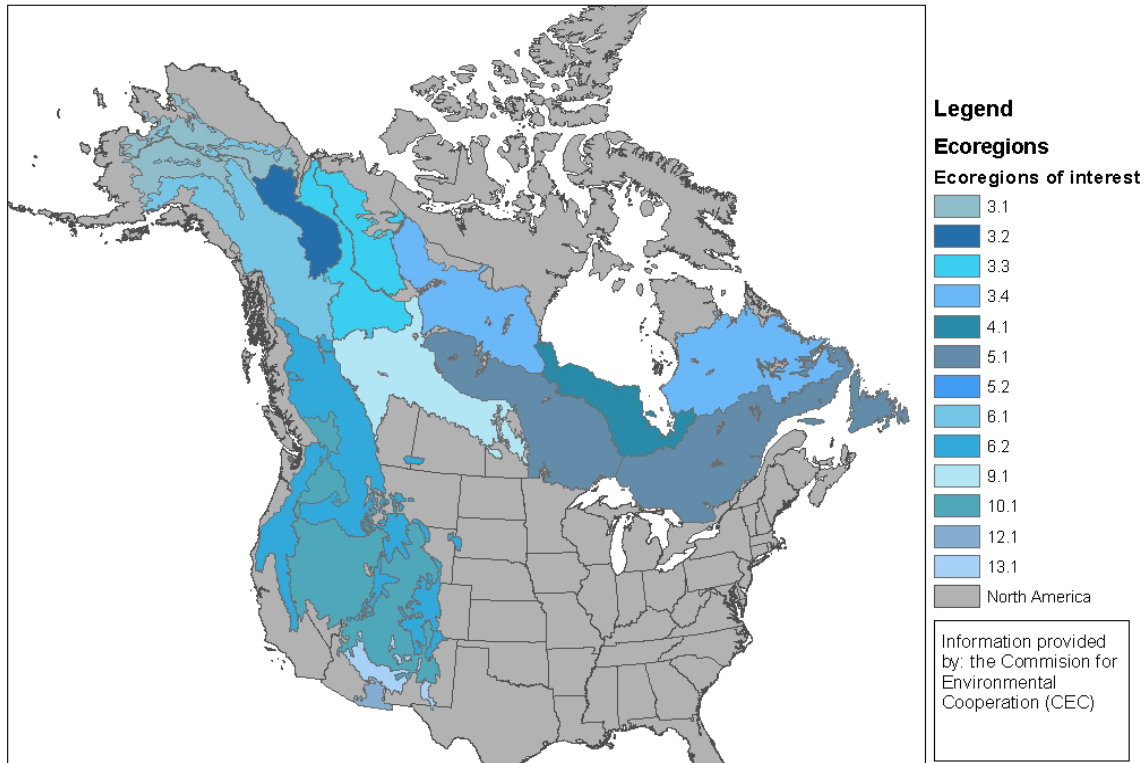 Legend
Ecoregions
Ecoregions of interest
3.1
3.2
3.3
3.4
4.1
5.1
5.2
6.1
6.2
9.1
10.1
12.1
13.1
North America
Information provided
by: the Commision for
Environmental
Cooperation (CEC)